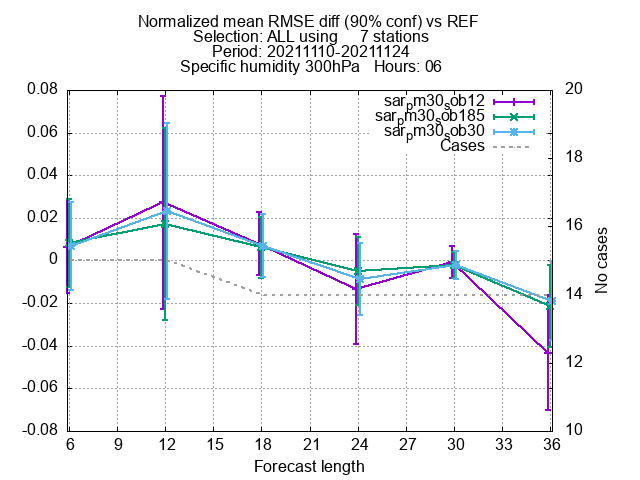 Normalized mean RMSE diff (90% conf) vs REF
Selection: ALL using 7 stations
Period: 20211110-20211124
Specific humidity 300hPa Hours: 06
0.08
0.06
0.04
0.02
0
-0.02
-0.04
-0.06
-0.08
20
18
16
14
12
10
No cases
sarpm30sob12
sarpm30sob185
sarpm30sob30
Cases
6 9 12 15 18 21 24 27 30 33 36
Forecast length